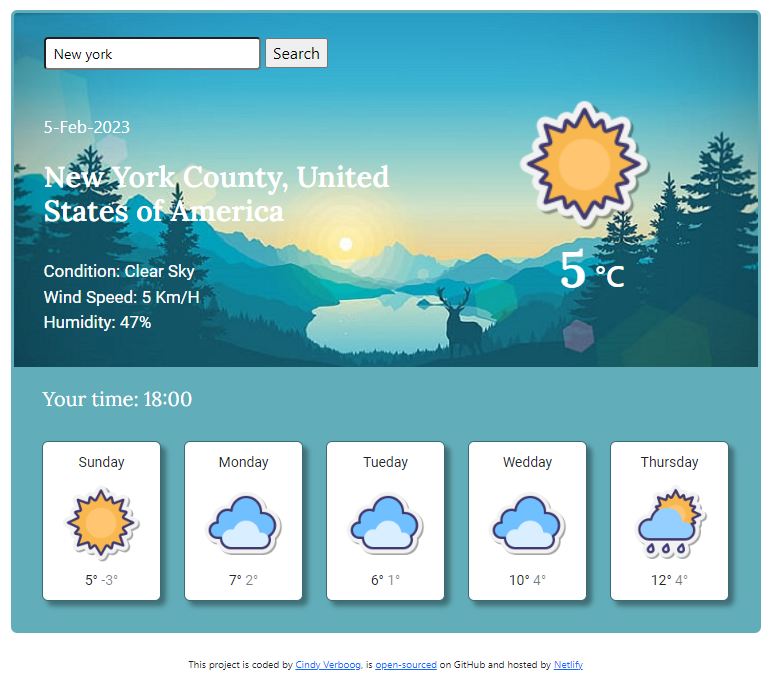 New york
Search
5-Feb-2023
New York County, United
States of America
Condition: Clear Sky
Wind Speed: 5 Km/H
Humidity: 47%
5 °C
Your time: 18:00
Sunday
5° -3°
Monday
7° 2°
Tueday
6° 1°
Wedday
10° 4°
Thursday
12° 4°
This project is coded by Cindy Verboog, is open-sourced on GitHub and hosted by Netlify